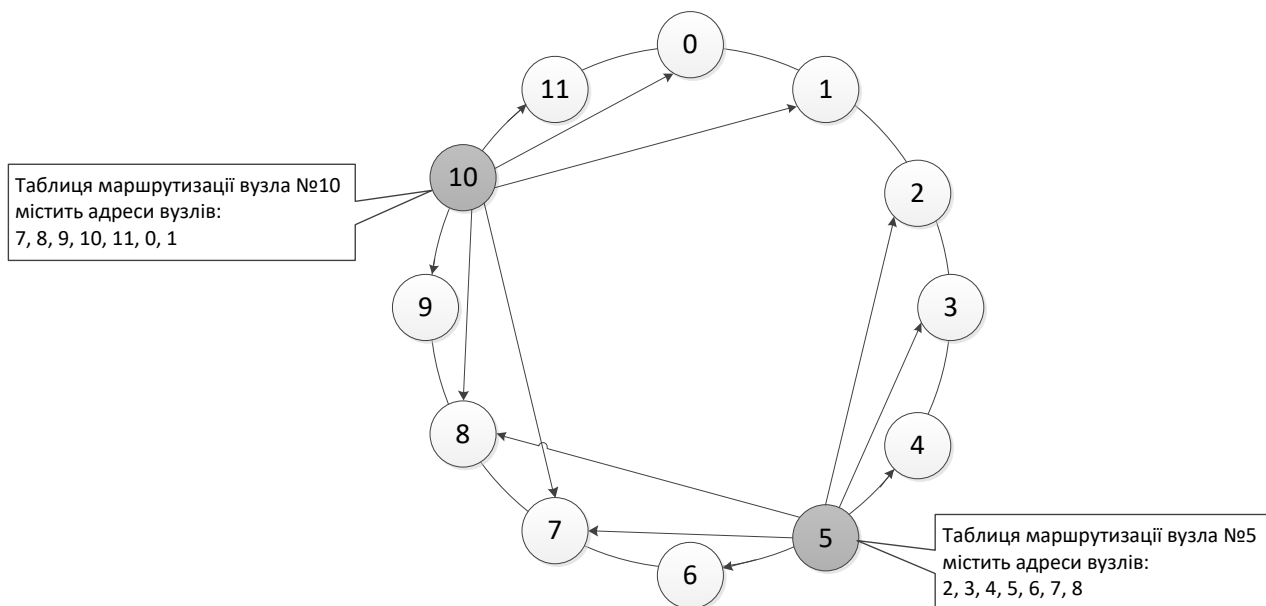 0
11
1
10
Таблиця маршрутизації вузла №10
містить адреси вузлів:
7, 8, 9, 10, 11, 0, 1
2
9
3
8
4
7
5
6
Таблиця маршрутизації вузла №5
містить адреси вузлів:
2, 3, 4, 5, 6, 7, 8